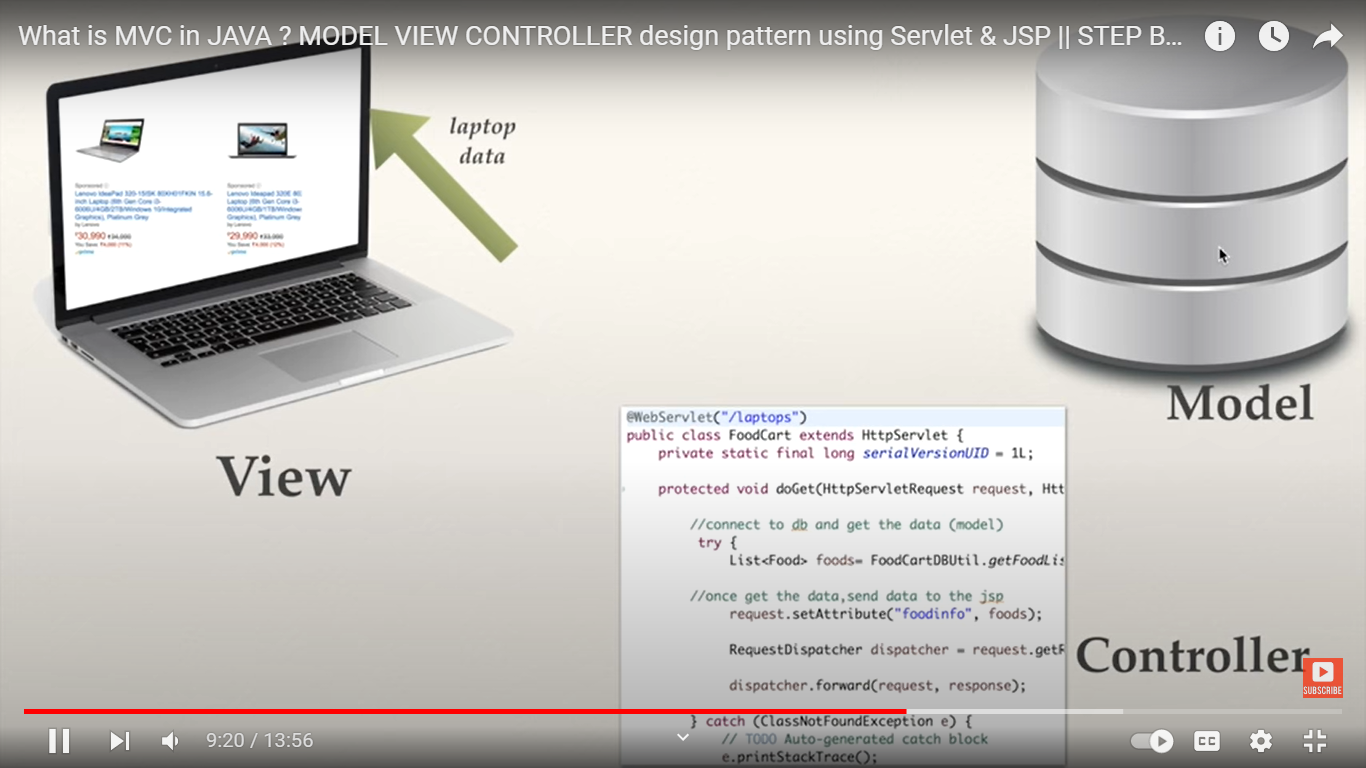 What is MVC in JAVA ? MODEL VIEW CONTROLLER design pattern using Servlet & JSP || STEP B...
laptop
data
Sponsored
Lenovo IdeaPad 320-15ISK 80XH01FKIN 15.6-
inch Laptop (6th Gen Core i3-
6006U/4GB/2TB/Windows 10/Integrated
Graphics), Platinum Grey
by Lenovo
₹30,990 ₹34,990
You Save: ₹4,000 (11%)
prime
Sponsored
Lenovo Ideapad 320E 80
Laptop (6th Gen Core i3-
6006U/4GB/1TB/Windows
Graphics), Platinum Grey
by Lenovo
₹29,990 ₹33,990
You Save: ₹4,000 (12%)
prime
View
Model
@WebServlet("/laptops")
public class FoodCart extends HttpServlet {
private static final long serialVersionUID = 1L;
protected void doGet(HttpServletRequest request, Htt
//connect to db and get the data (model)
try {
List<Food> foods= FoodCartDBUtil.getFoodLis
//once get the data,send data to the jsp
request.setAttribute("foodinfo", foods);
RequestDispatcher dispatcher = request.getR
dispatcher.forward(request, response);
} catch (ClassNotFoundException e) {
// TODO Auto-generated catch block
e.printStackTrace();
Controller
SUBSCRIBE
9:20 / 13:56
CC